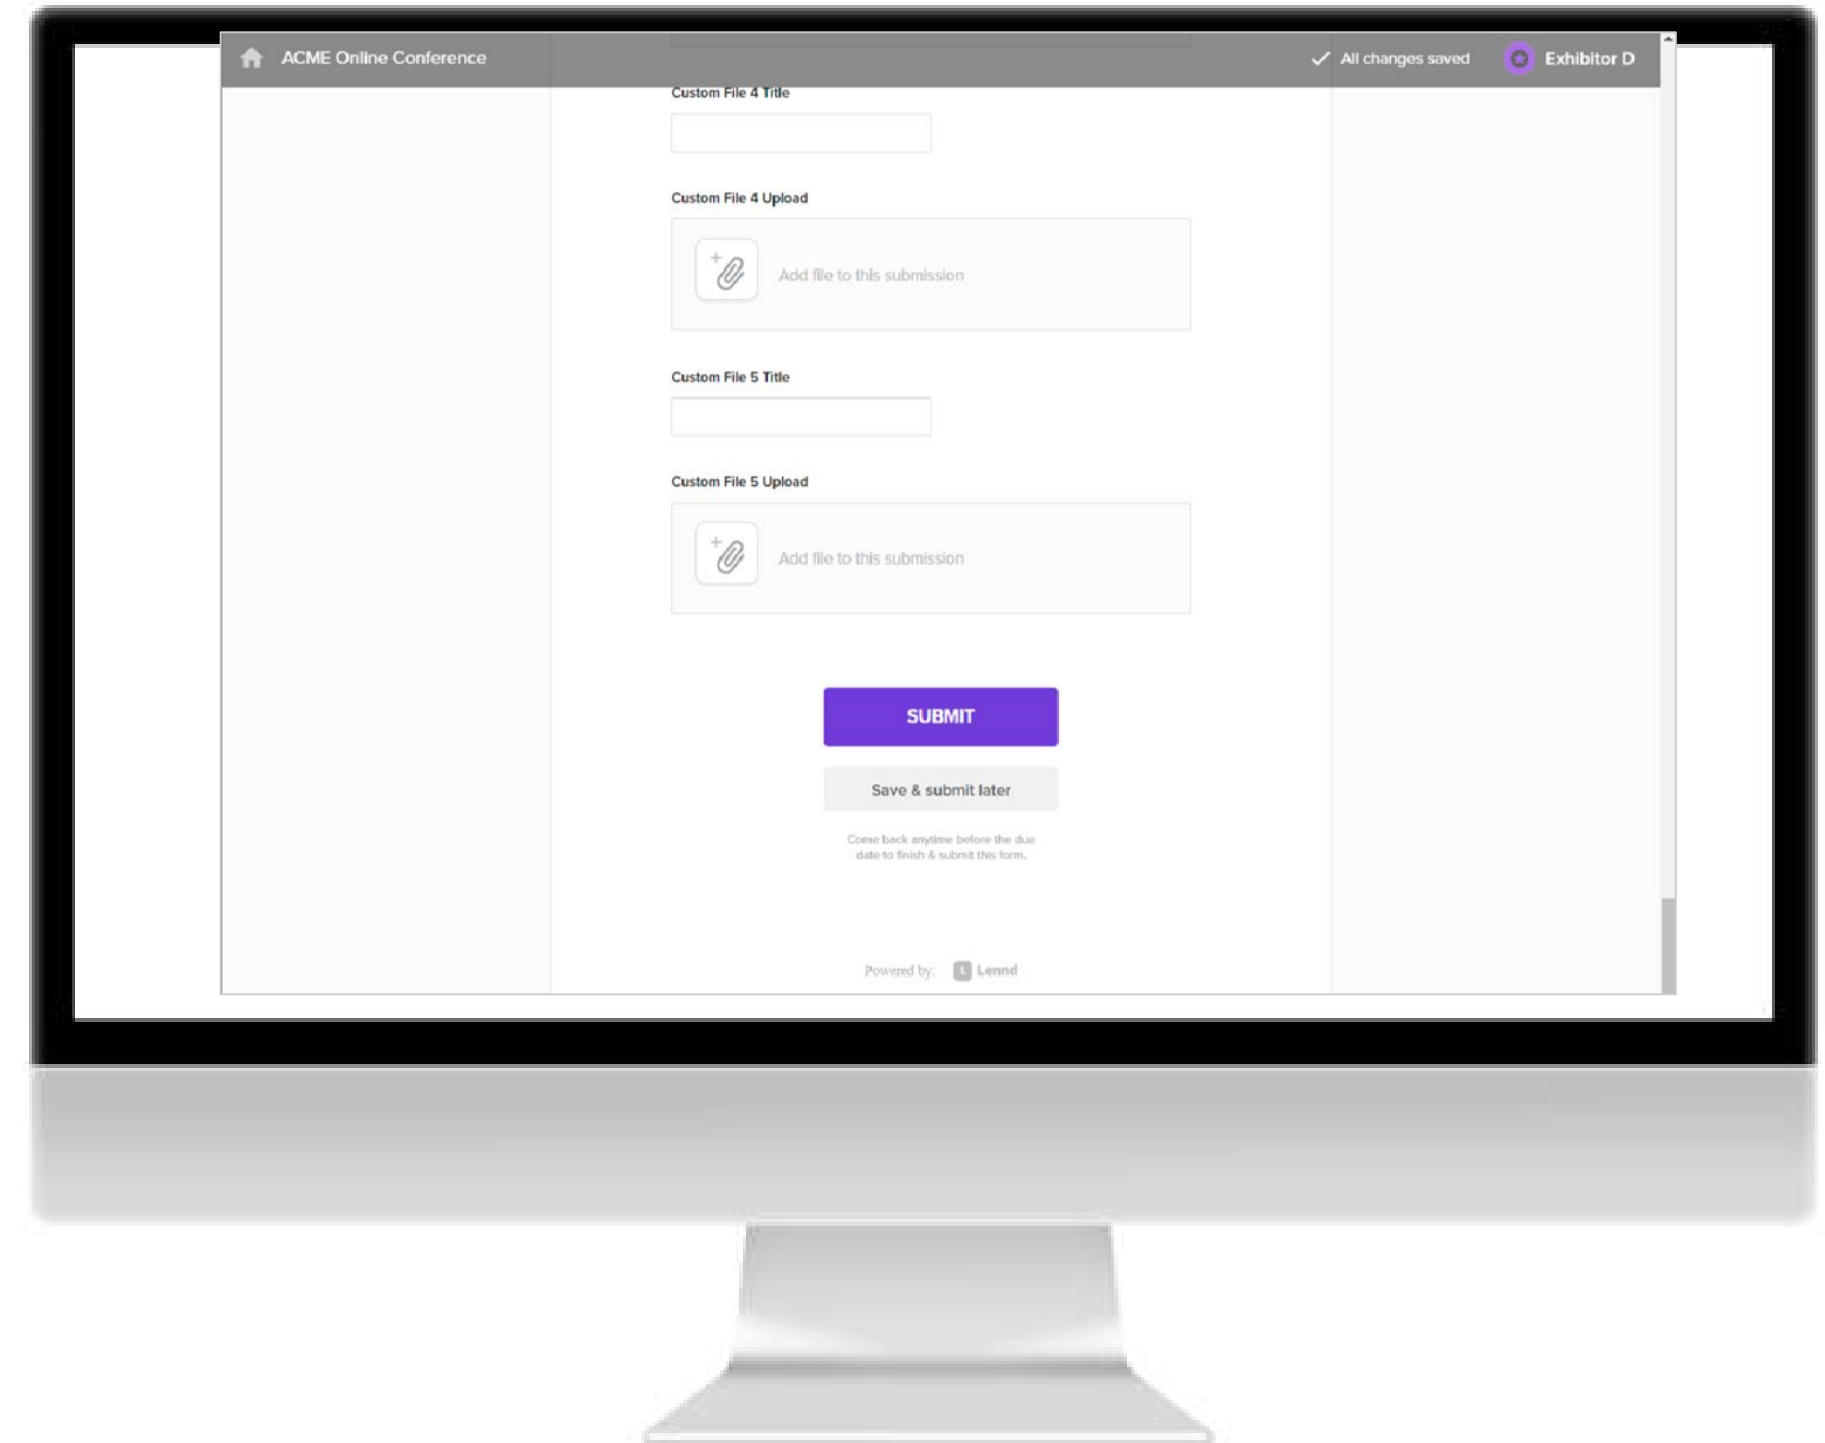 ACME Online Conference
All changes saved
Exhibitor D
Custom File 4 Title
Custom File 4 Upload
Add file to this submission
Custom File 5 Title
Custom File 5 Upload
Add file to this submission
SUBMIT
Save & submit later
Come back anytime before the due
date to finish & submit this form.
Powered by: L Lennd